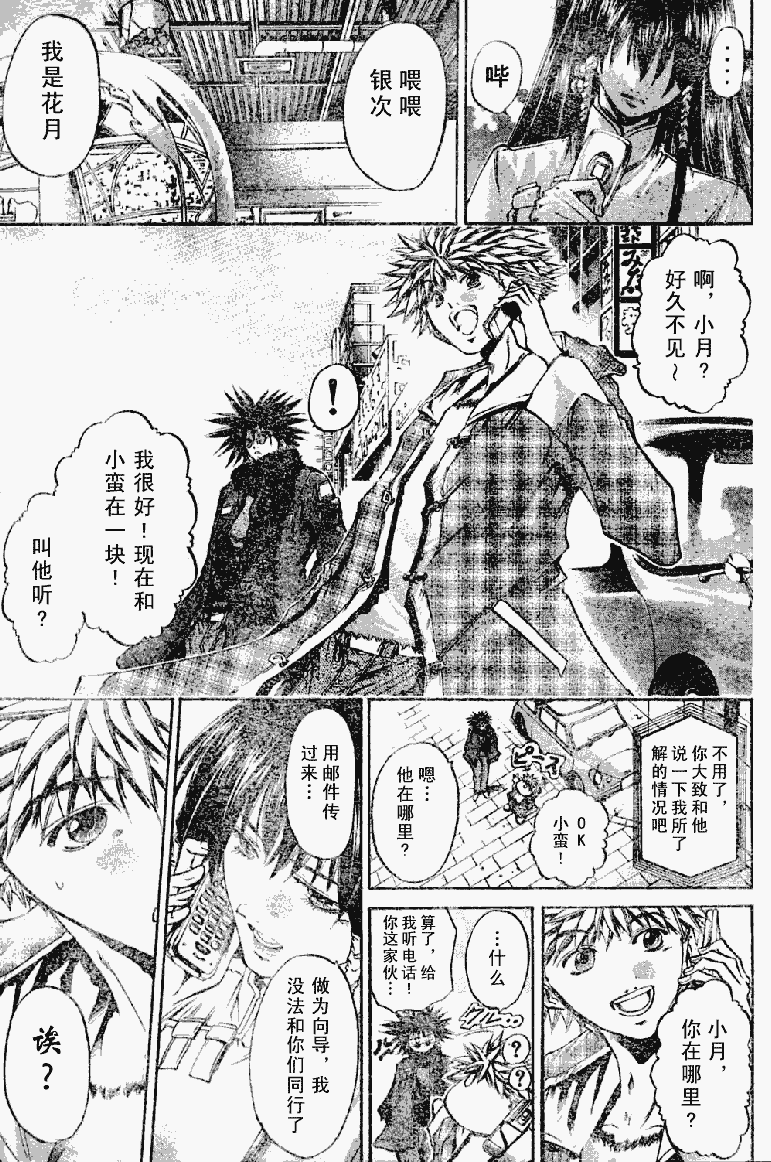 ····
哔
喂喂
银次
我是花月
啊，小月？
好久不见～
！
我很好！现在和
小蛮在一块！
叫他听？
不用了，
你大致和他
说一下我所了
解的情况吧
OK
小蛮！
嗯…
他在哪里？
用邮件传
过来…
做为向导，我
没法和你们同行了
诶？
小月，
你在哪里？
…什么
？
？
算了，给
我听电话！
你这家伙…